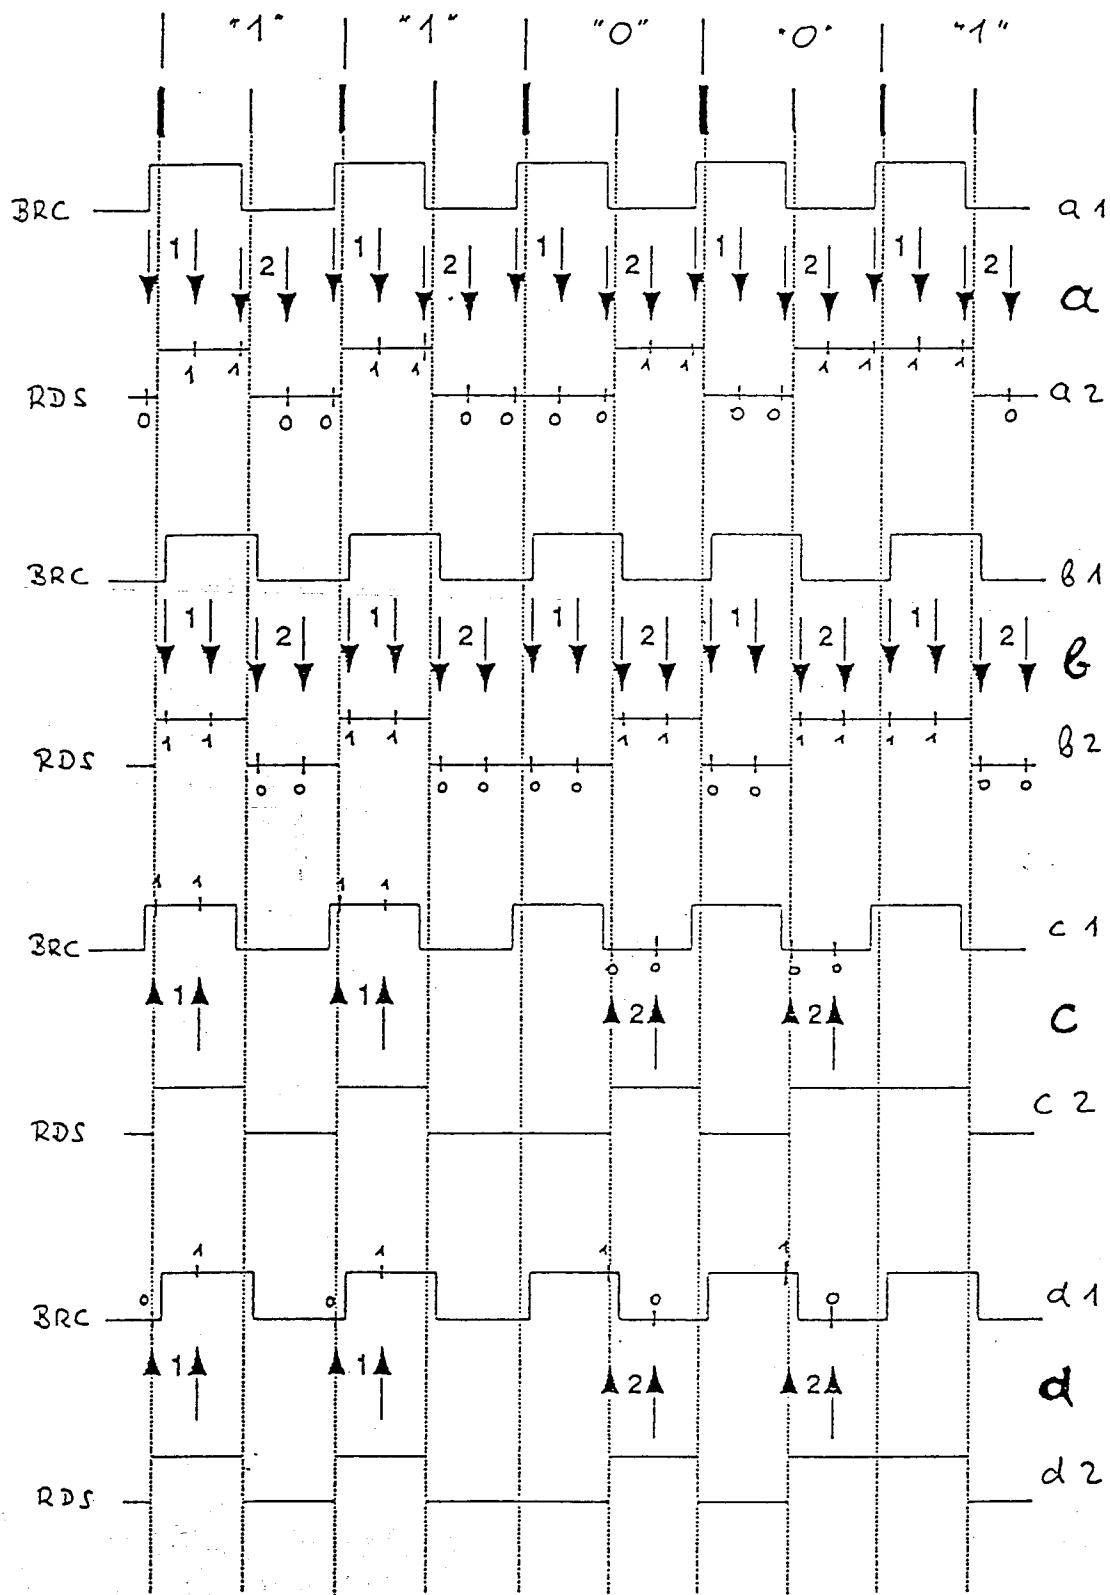 "1" "1" "0" "0" "1"
BRC a1
1 2 1 2 1 2 1 2 1 2
a
1 1 1 1 1 1 1 1 1 1
RDS a2
0 0 0 0 0 0 0 0 0 0
BRC b1
1 2 1 2 1 2 1 2 1 2
b
1 1 1 1 1 1 1 1 1 1
RDS b2
0 0 0 0 0 0 0 0 0 0
1 1 1 1
BRC c1
0 0 0 0
1 1 2 2
c
c2
RDS
1 1 1 1
0 0 0 0
BRC d1
1 1 2 2
d
d2
RDS